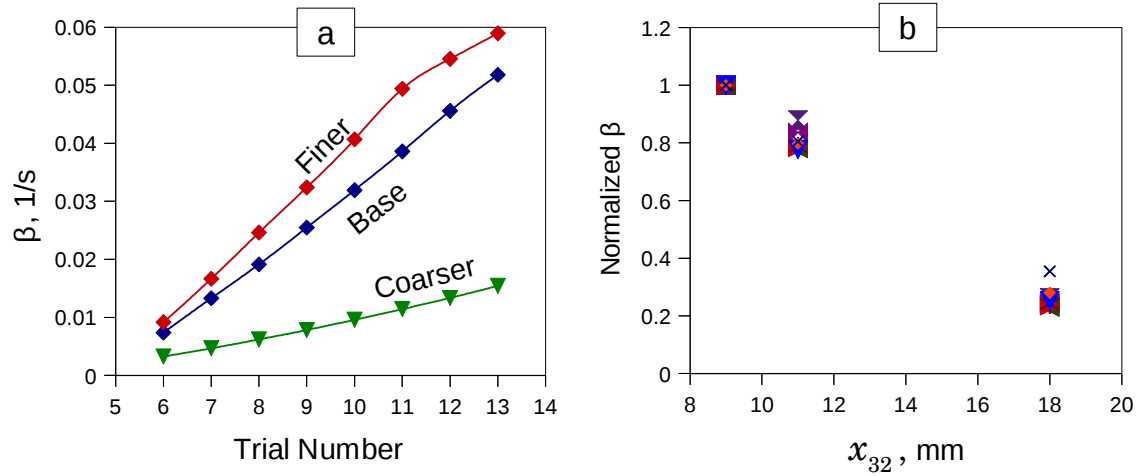 a
0.06
0.05
0.04
0.03
0.02
0.01
0
β, 1/s
Finer
Base
Coarser
5 6 7 8 9 10 11 12 13 14
Trial Number
b
1.2
1
0.8
0.6
0.4
0.2
0
Normalized β
8 10 12 14 16 18 20
x32, mm